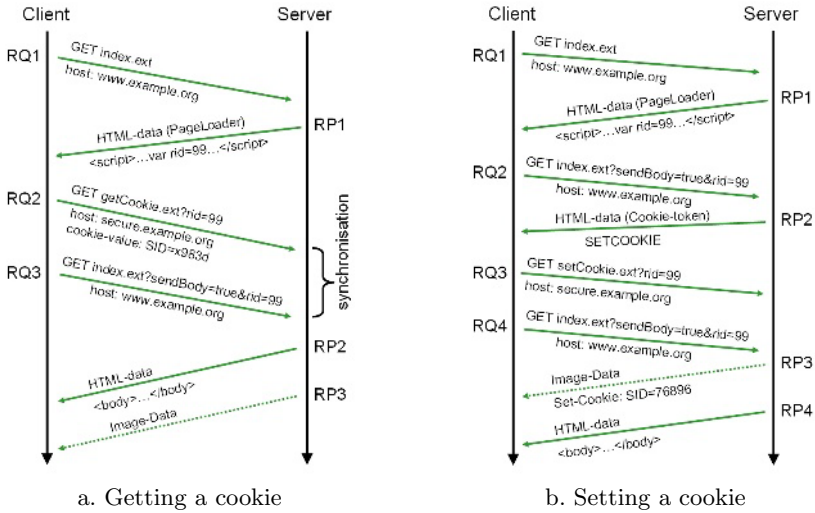 Client
Server
RQ1
GET index.ext
host: www.example.org
RP1
HTML-data (PageLoader)
<script>…var rid=99…</script>
RQ2
GET getCookie.ext?rid=99
host: secure.example.org
cookie-value: SID=x983d
RQ3
GET index.ext?sendBody=true&rid=99
host: www.example.org
synchronisation
RP2
HTML-data
<body>…</body>
RP3
Image-Data
a. Getting a cookie
Client
Server
RQ1
GET index.ext
host: www.example.org
RP1
HTML-data (PageLoader)
<script>…var rid=99…</script>
RQ2
GET index.ext?sendBody=true&rid=99
host: www.example.org
RP2
HTML-data (Cookie-token)
SETCOOKIE
RQ3
GET setCookie.ext?rid=99
host: secure.example.org
RQ4
GET index.ext?sendBody=true&rid=99
host: www.example.org
RP3
Image-Data
Set-Cookie: SID=76896
RP4
HTML-data
<body>…</body>
b. Setting a cookie